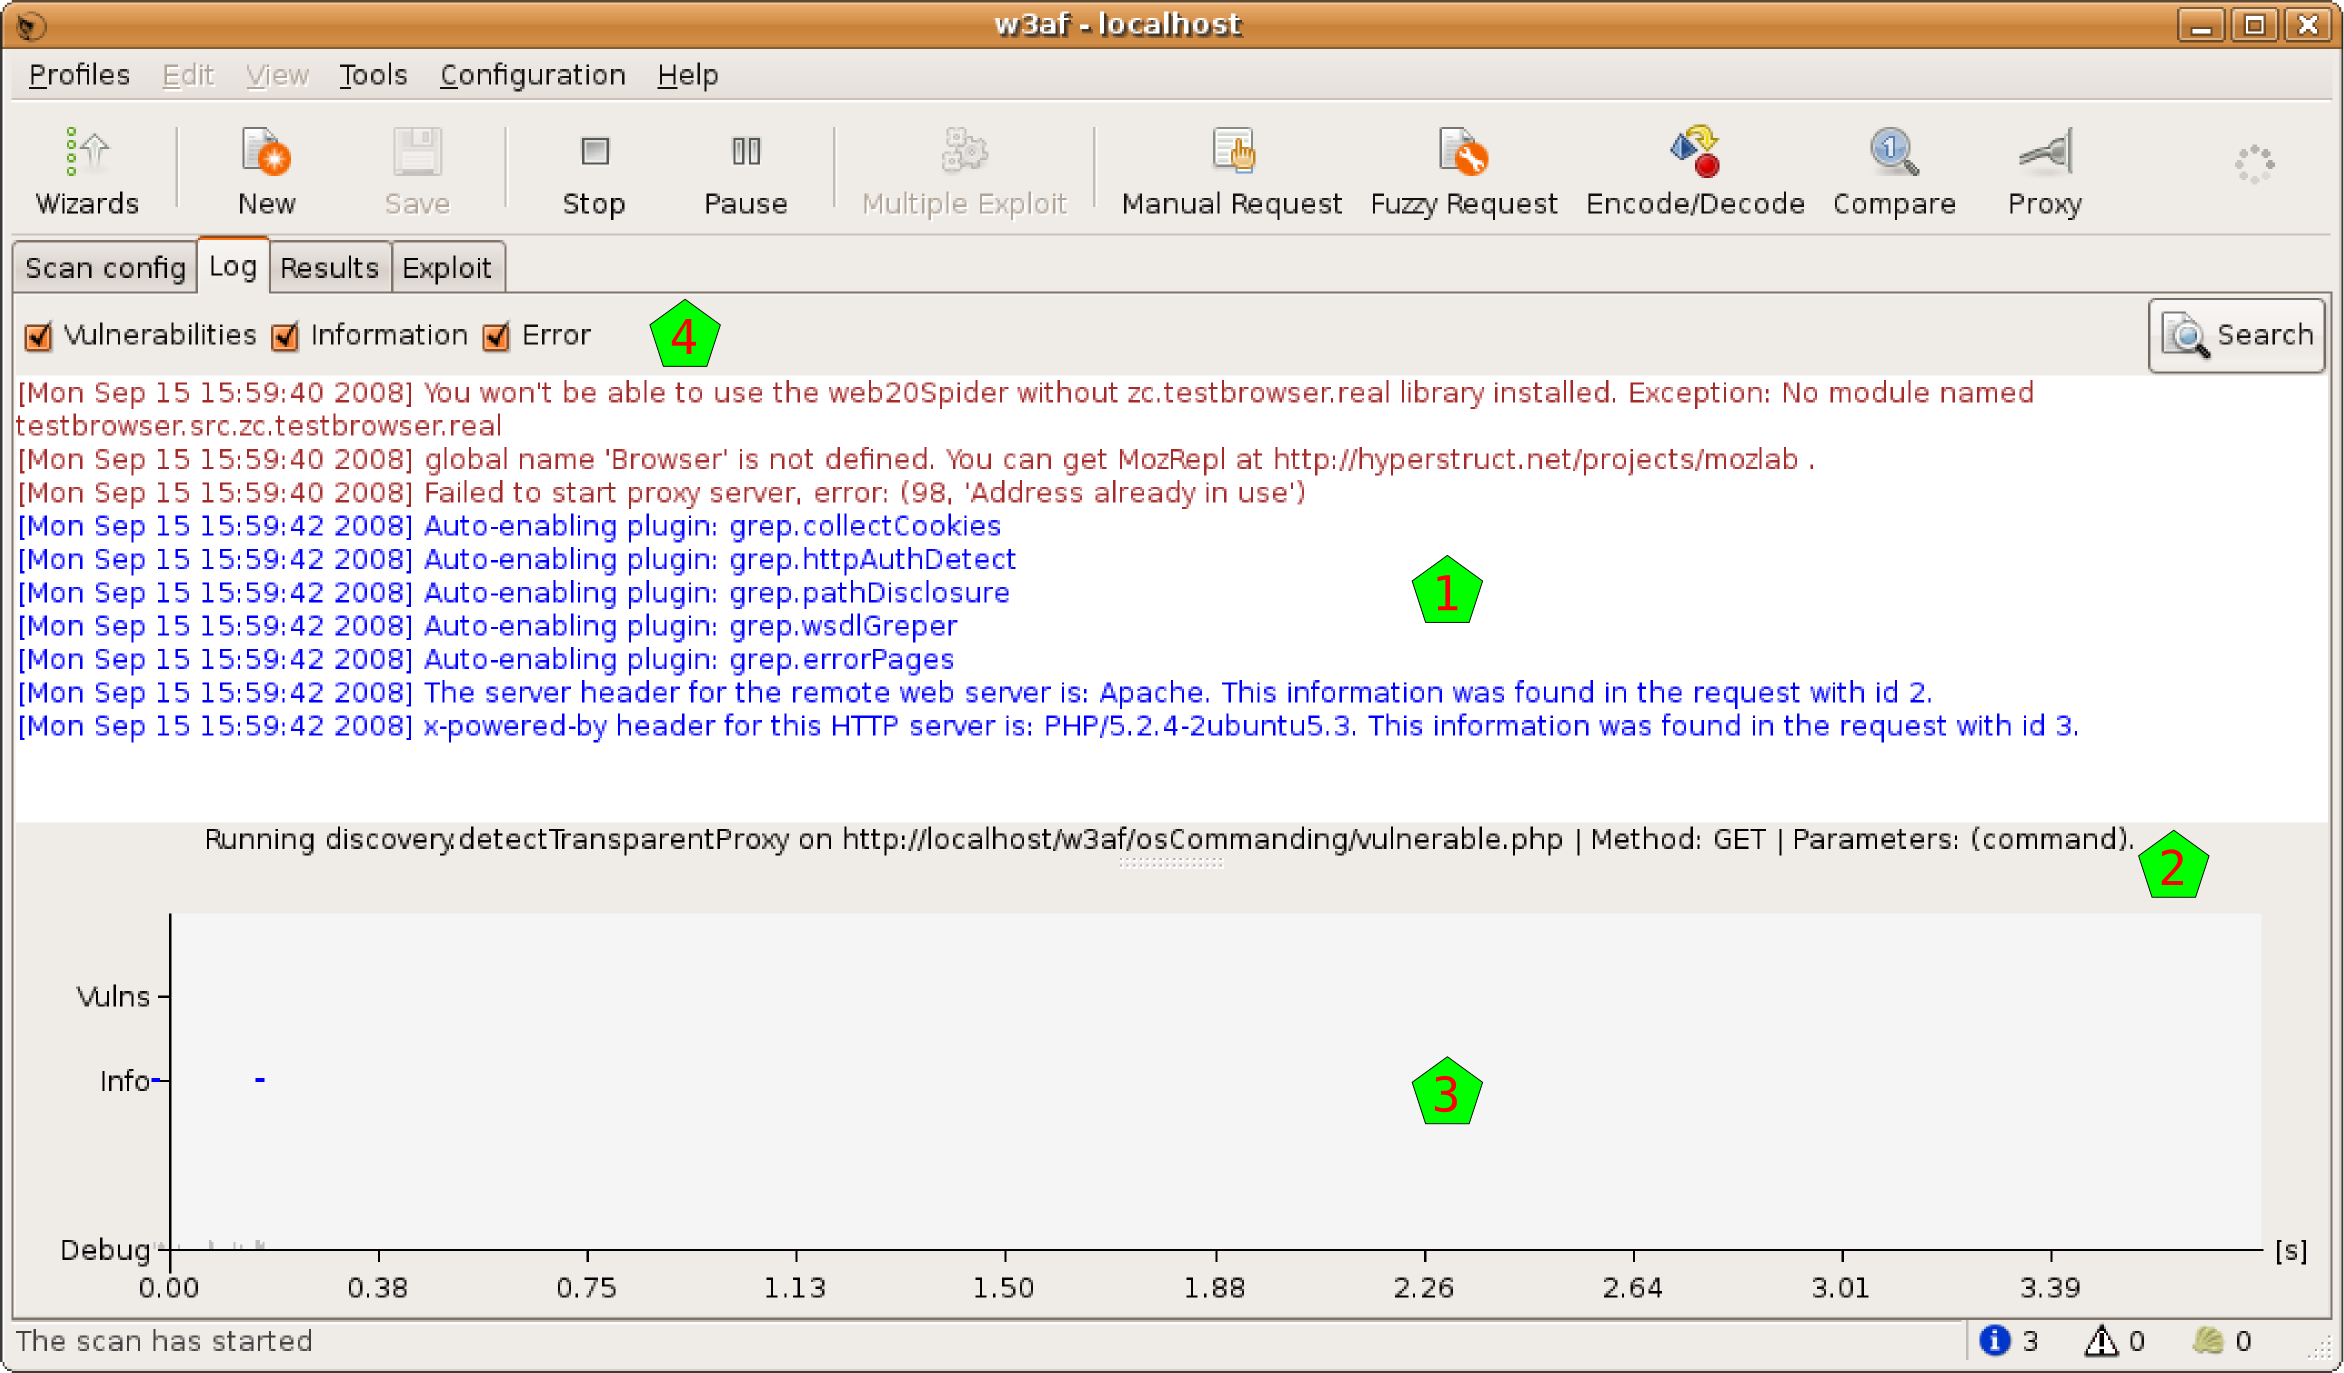 w3af - localhost
Profiles Edit View Tools Configuration Help
Wizards New Save Stop Pause Multiple Exploit Manual Request Fuzzy Request Encode/Decode Compare Proxy
1
Scan config Log Results Exploit
Vulnerabilities Information Error 4 Search
[Mon Sep 15 15:59:40 2008] You won't be able to use the web20Spider without zc.testbrowser.real library installed. Exception: No module named
testbrowser.src.zc.testbrowser.real
[Mon Sep 15 15:59:40 2008] global name 'Browser' is not defined. You can get MozRepl at http://hyperstruct.net/projects/mozlab .
[Mon Sep 15 15:59:40 2008] Failed to start proxy server, error: (98, 'Address already in use')
[Mon Sep 15 15:59:42 2008] Auto-enabling plugin: grep.collectCookies
[Mon Sep 15 15:59:42 2008] Auto-enabling plugin: grep.httpAuthDetect
[Mon Sep 15 15:59:42 2008] Auto-enabling plugin: grep.pathDisclosure
1
[Mon Sep 15 15:59:42 2008] Auto-enabling plugin: grep.wsdlGreper
[Mon Sep 15 15:59:42 2008] Auto-enabling plugin: grep.errorPages
[Mon Sep 15 15:59:42 2008] The server header for the remote web server is: Apache. This information was found in the request with id 2.
[Mon Sep 15 15:59:42 2008] x-powered-by header for this HTTP server is: PHP/5.2.4-2ubuntu5.3. This information was found in the request with id 3.
Running discovery.detectTransparentProxy on http://localhost/w3af/osCommanding/vulnerable.php | Method: GET | Parameters: (command).
2
Vulns
Info
3
Debug [s]
0.00 0.38 0.75 1.13 1.50 1.88 2.26 2.64 3.01 3.39
The scan has started 3 0 0